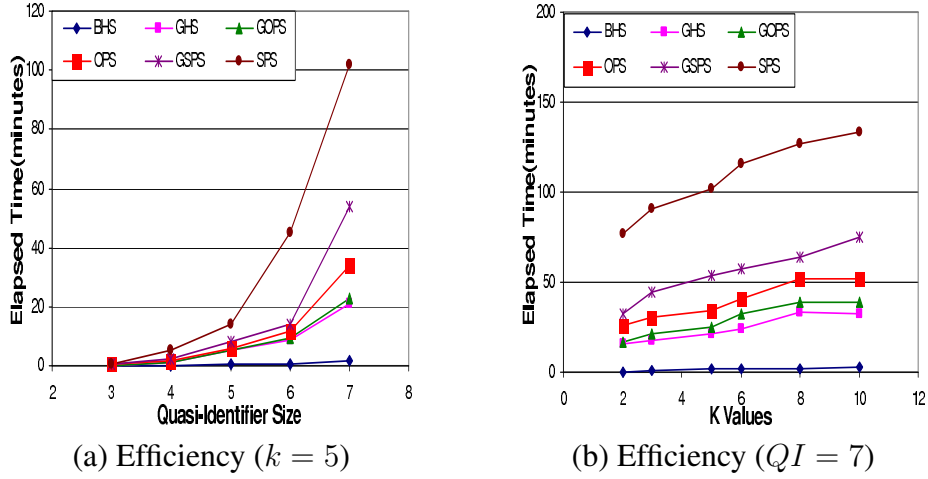 BHS GHS GOPS
OPS GSPS SPS
Elapsed Time(minutes)
120
100
80
60
40
20
0
2 3 4 5 6 7 8
Quasi-Identifier Size
(a) Efficiency (k = 5)
BHS GHS GOPS
OPS GSPS SPS
Elapsed Time(minutes)
200
150
100
50
0
0 2 4 6 8 10 12
K Values
(b) Efficiency (QI = 7)